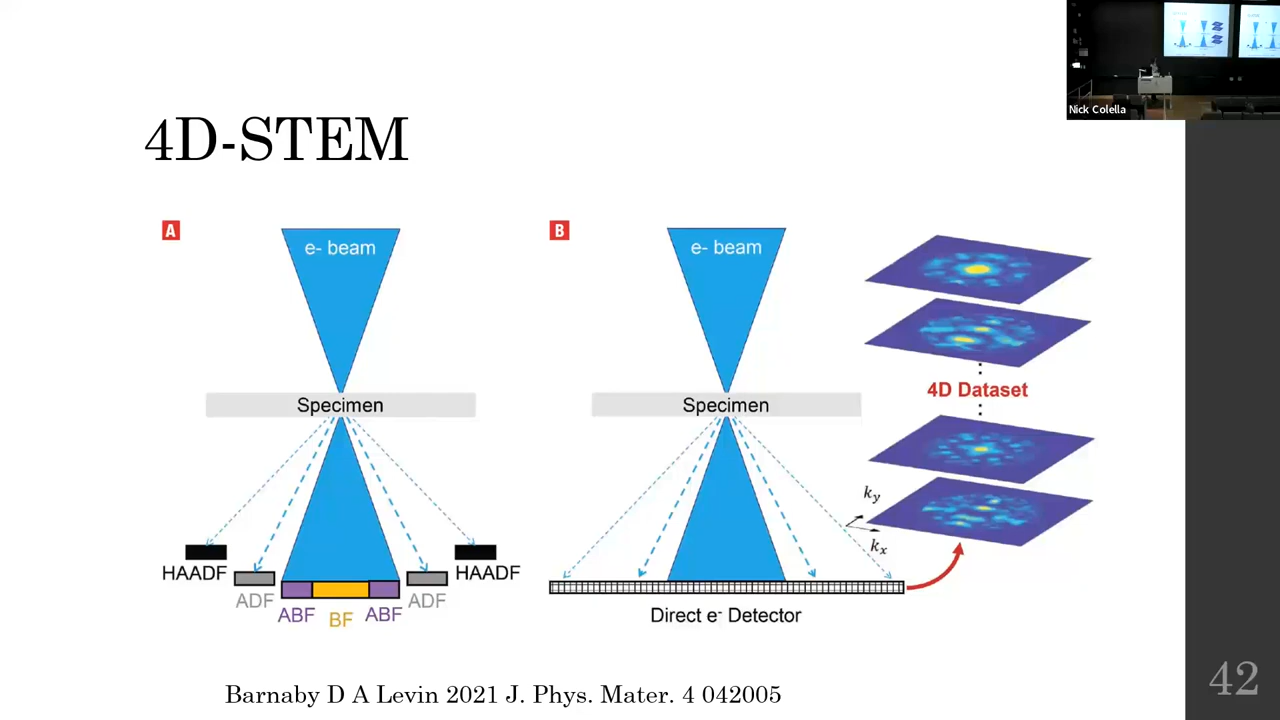 Nick Colella
4D-STEM
A
e- beam
Specimen
HAADF
HAADF
ADF
ADF
ABF
BF
ABF
B
e- beam
Specimen
Direct e⁻ Detector
4D Dataset
k_y
k_x
Barnaby D A Levin 2021 J. Phys. Mater. 4 042005
42